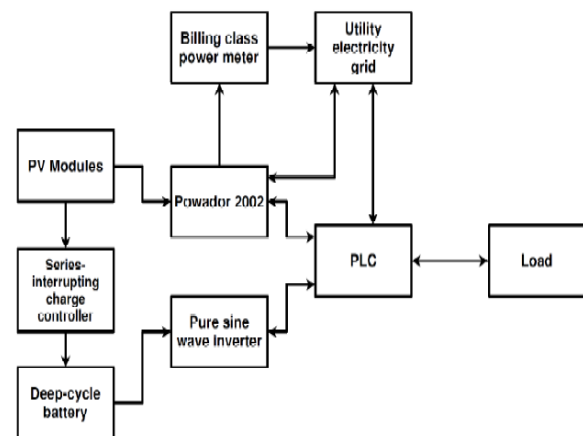 Billing class
power meter
Utility
electricity
grid
PV Modules
Powador 2002
Series-
interrupting
charge
controller
PLC
Load
Pure sine
wave inverter
Deep-cycle
battery